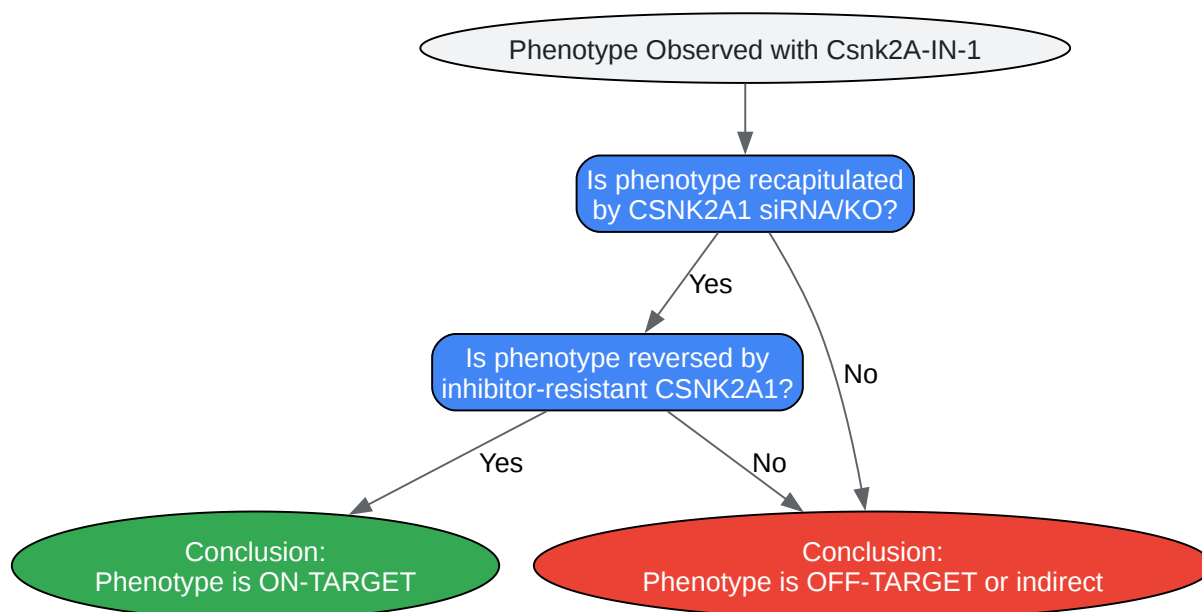 Phenotype Observed with Csnk2A-IN-1
Is phenotype recapitulated
by CSNK2A1 siRNA/KO?
Yes
No
Is phenotype reversed by
inhibitor-resistant CSNK2A1?
Yes
No
Conclusion:
Phenotype is ON-TARGET
Conclusion:
Phenotype is OFF-TARGET or indirect